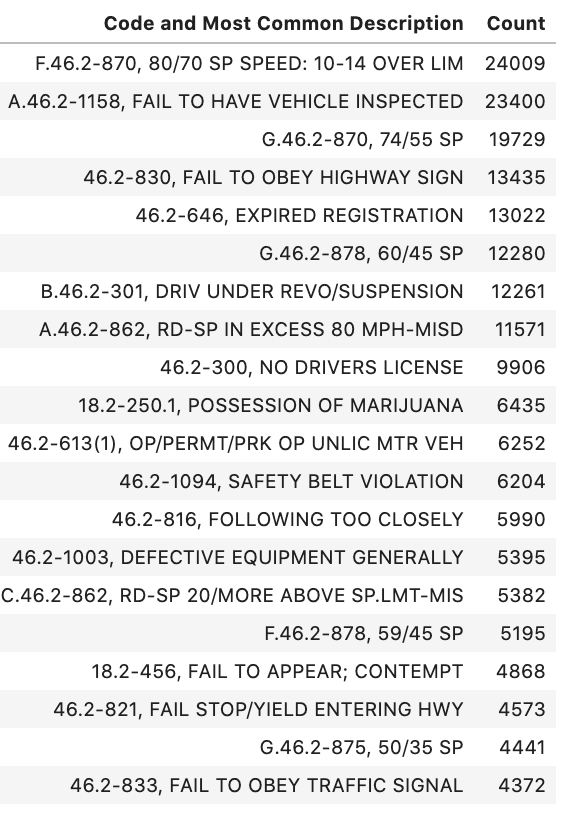 Code and Most Common Description Count
F.46.2-870, 80/70 SP SPEED: 10-14 OVER LIM 24009
A.46.2-1158, FAIL TO HAVE VEHICLE INSPECTED 23400
G.46.2-870, 74/55 SP 19729
46.2-830, FAIL TO OBEY HIGHWAY SIGN 13435
46.2-646, EXPIRED REGISTRATION 13022
G.46.2-878, 60/45 SP 12280
B.46.2-301, DRIV UNDER REVO/SUSPENSION 12261
A.46.2-862, RD-SP IN EXCESS 80 MPH-MISD 11571
46.2-300, NO DRIVERS LICENSE 9906
18.2-250.1, POSSESSION OF MARIJUANA 6435
46.2-613(1), OP/PERMT/PRK OP UNLIC MTR VEH 6252
46.2-1094, SAFETY BELT VIOLATION 6204
46.2-816, FOLLOWING TOO CLOSELY 5990
46.2-1003, DEFECTIVE EQUIPMENT GENERALLY 5395
C.46.2-862, RD-SP 20/MORE ABOVE SP.LMT-MIS 5382
F.46.2-878, 59/45 SP 5195
18.2-456, FAIL TO APPEAR; CONTEMPT 4868
46.2-821, FAIL STOP/YIELD ENTERING HWY 4573
G.46.2-875, 50/35 SP 4441
46.2-833, FAIL TO OBEY TRAFFIC SIGNAL 4372